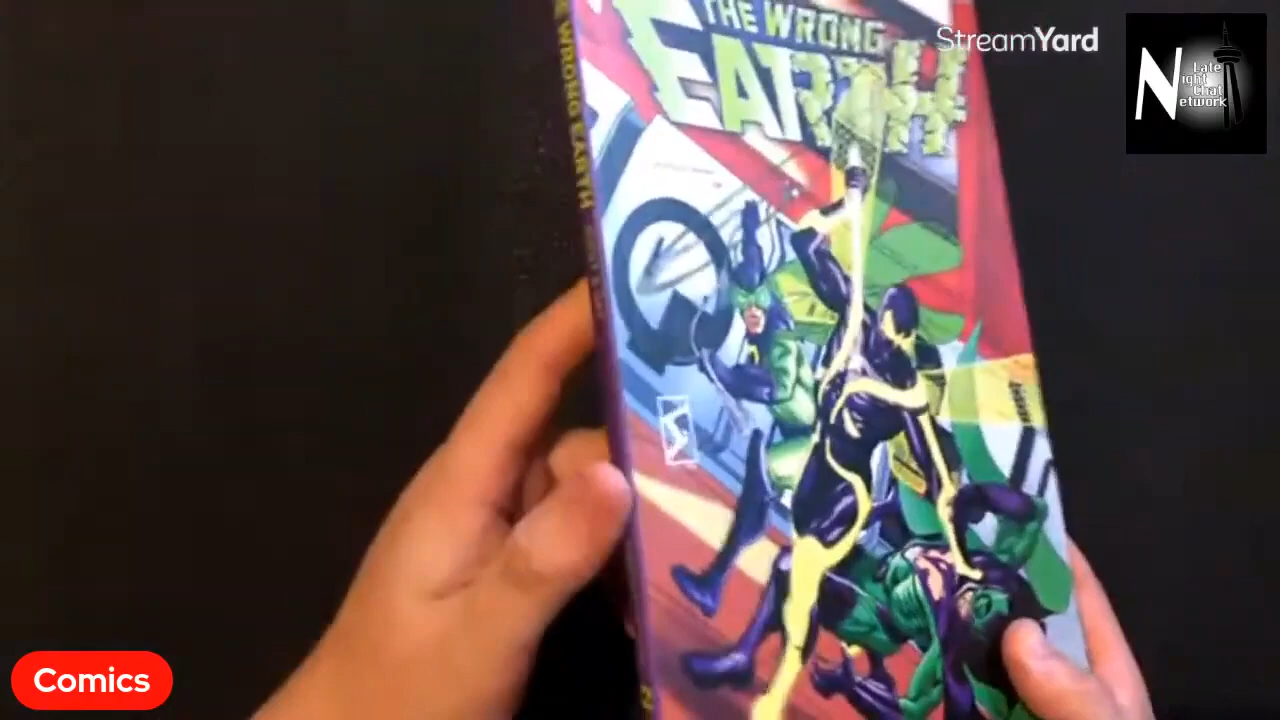 THE WRONG
EARTH
WRONG EARTH
StreamYard
Late
Night
Chat
Network
Comics